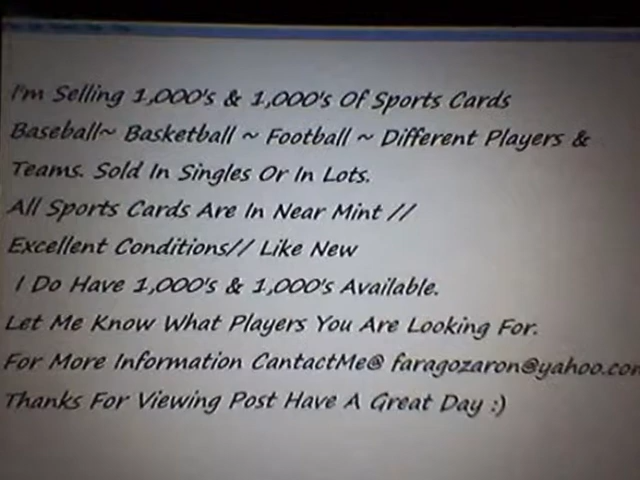 I'm Selling 1,000's & 1,000's Of Sports Cards
Baseball~ Basketball ~ Football ~ Different Players &
Teams. Sold In Singles Or In Lots.
All Sports Cards Are In Near Mint //
Excellent Conditions// Like New
I Do Have 1,000's & 1,000's Available.
Let Me Know What Players You Are Looking For.
For More Information CantactMe@ faragozaron@yahoo.com
Thanks For Viewing Post Have A Great Day :)